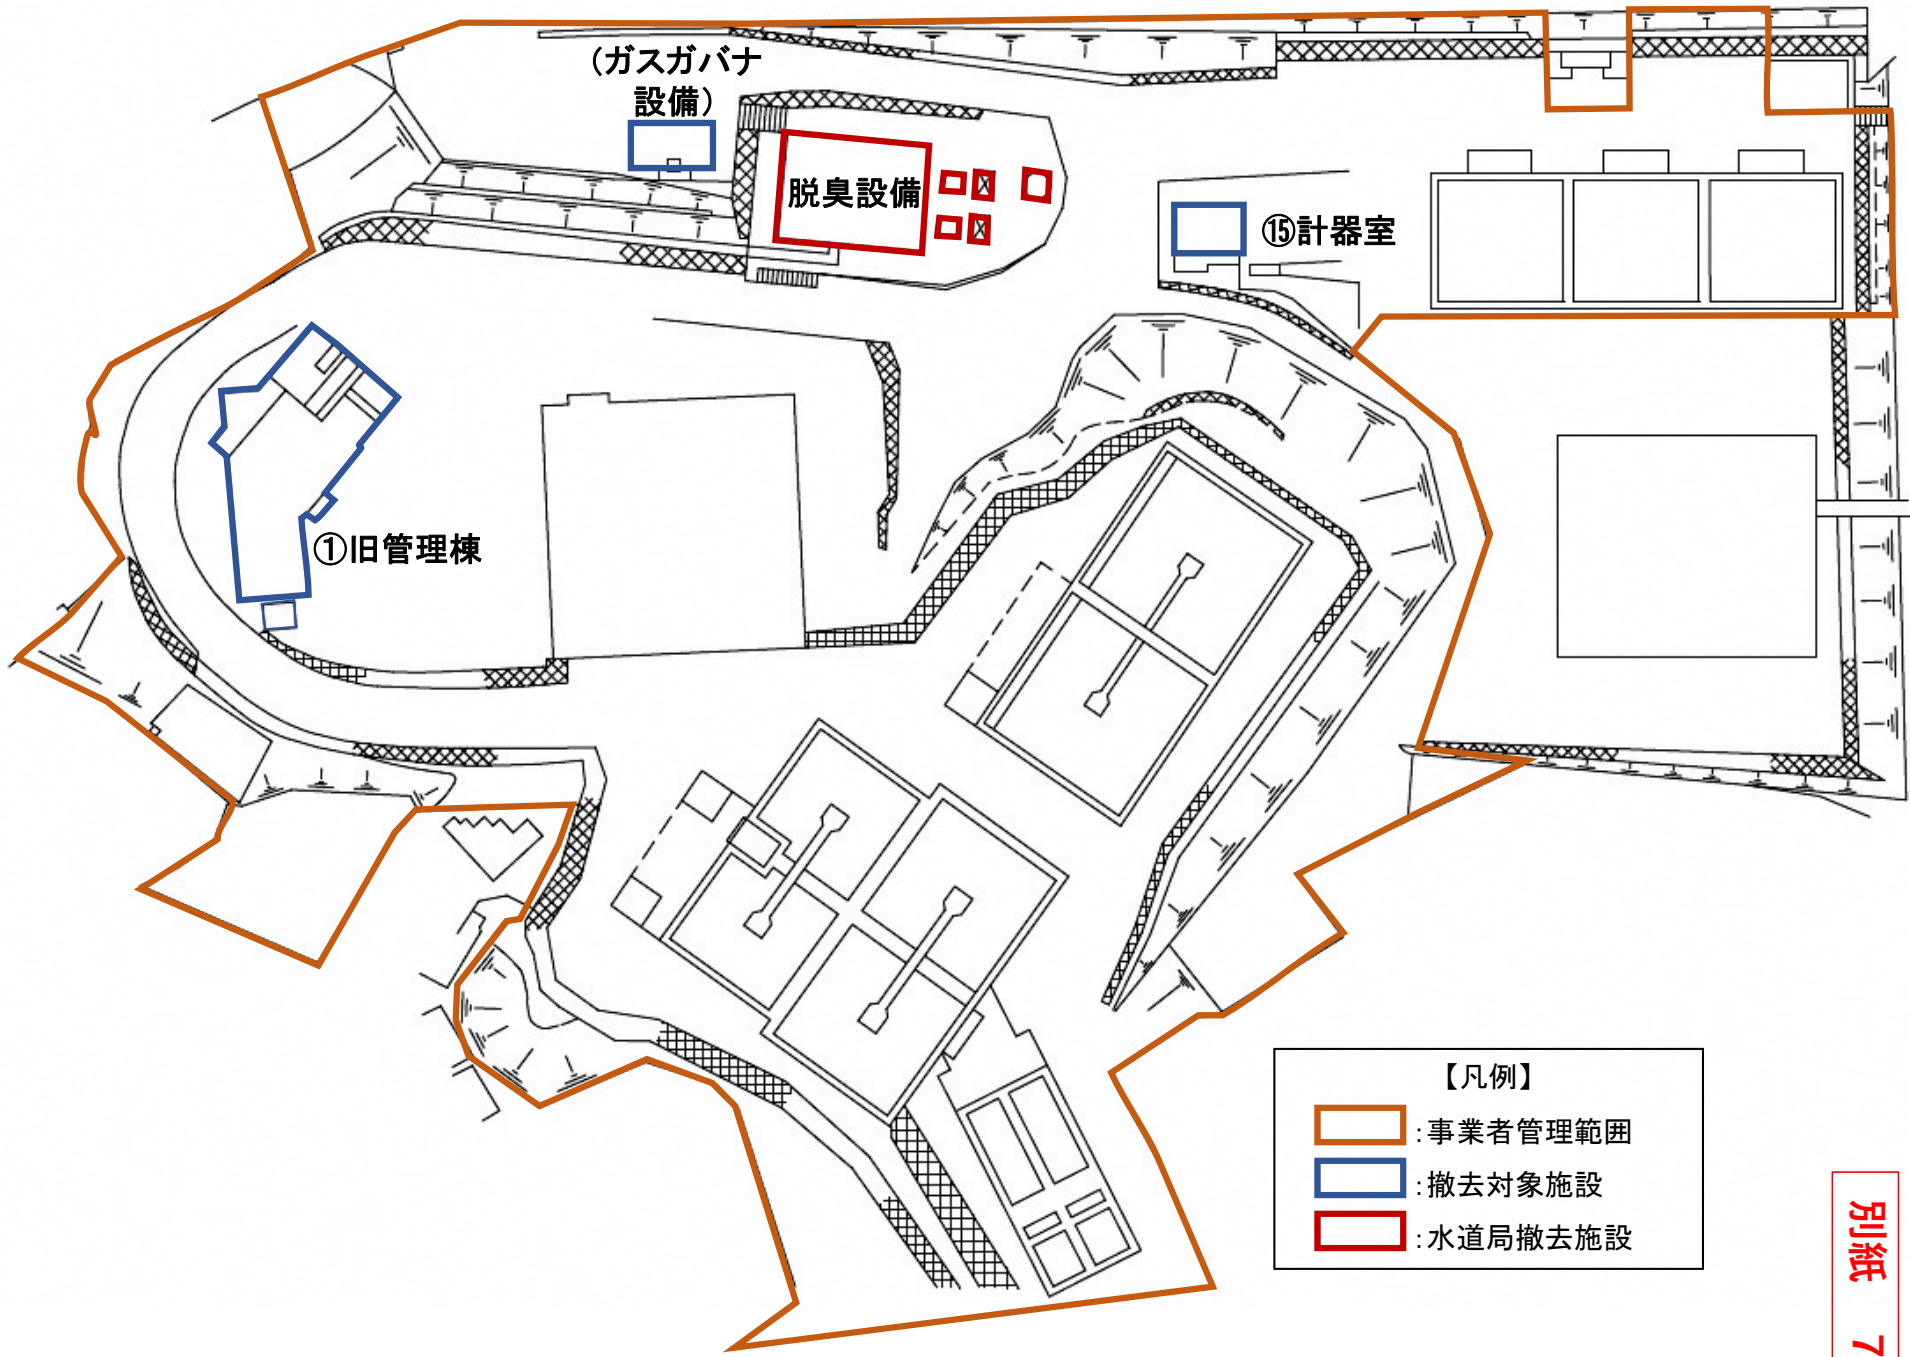 (ガスガバナ
設備)
脱臭設備
⑮計器室
①旧管理棟
【凡例】
:事業者管理範囲
:撤去対象施設
:水道局撤去施設
別紙 7